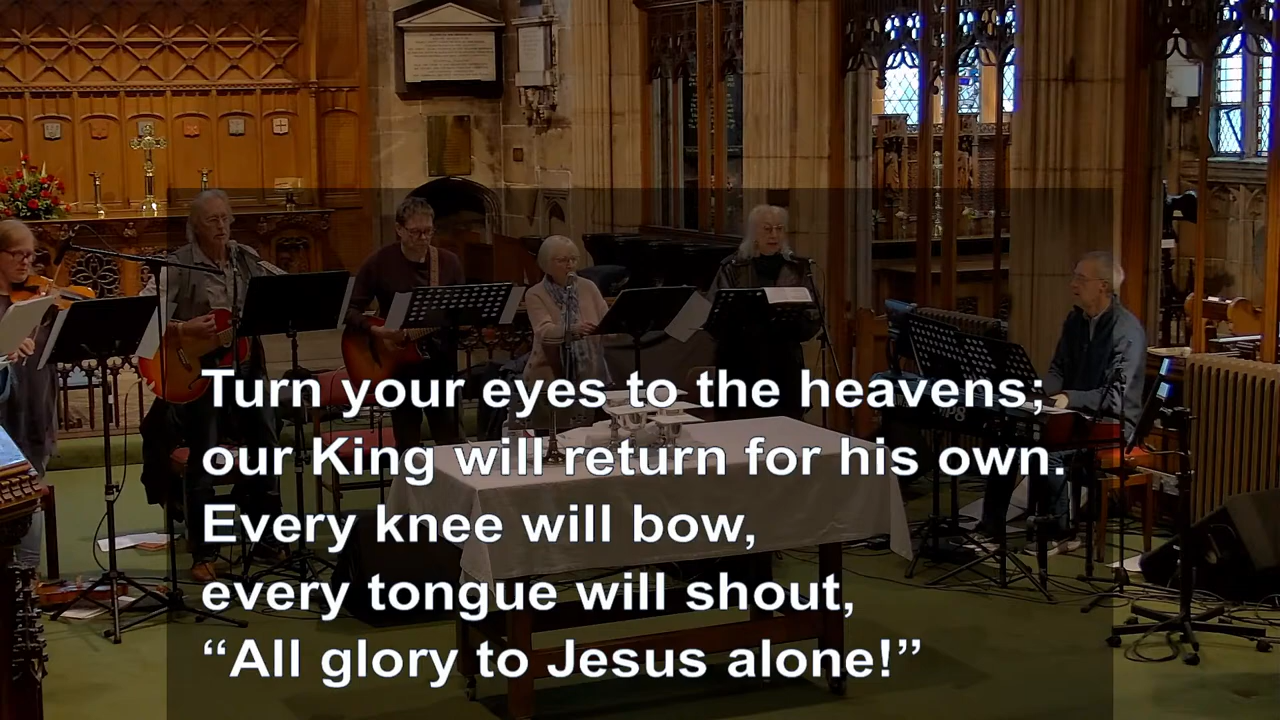 Turn your eyes to the heavens;
our King will return for his own.
Every knee will bow,
every tongue will shout,
“All glory to Jesus alone!”